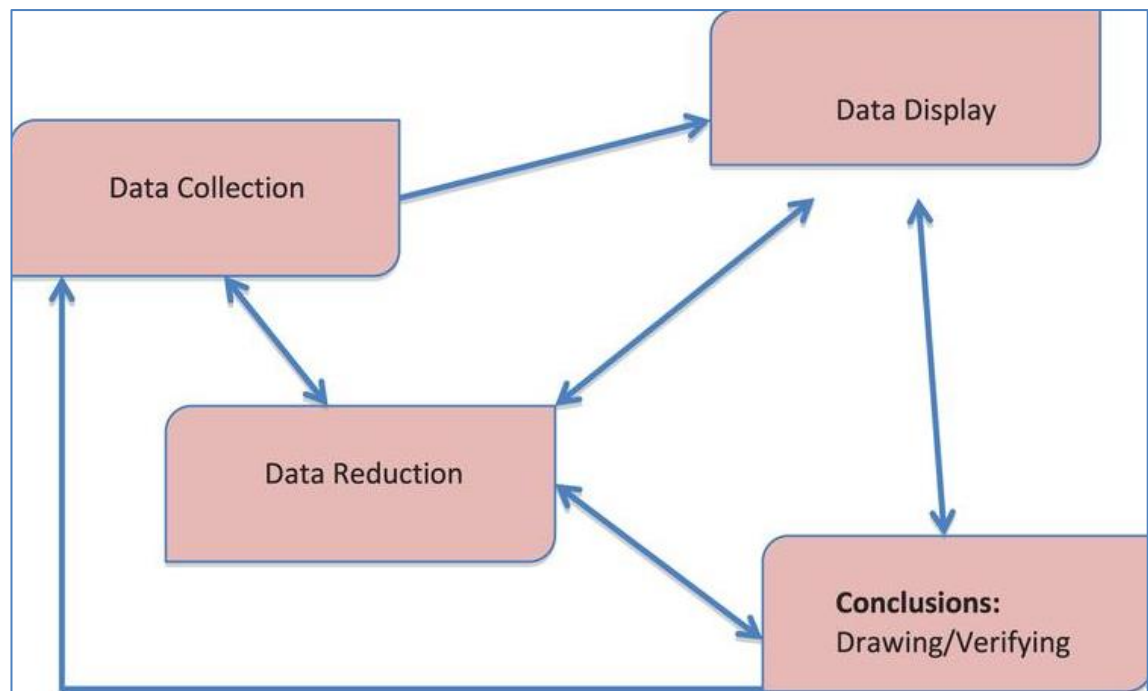 Data Display
Data Collection
Data Reduction
Conclusions:
Drawing/Verifying